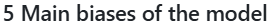 5 Main biases of the model